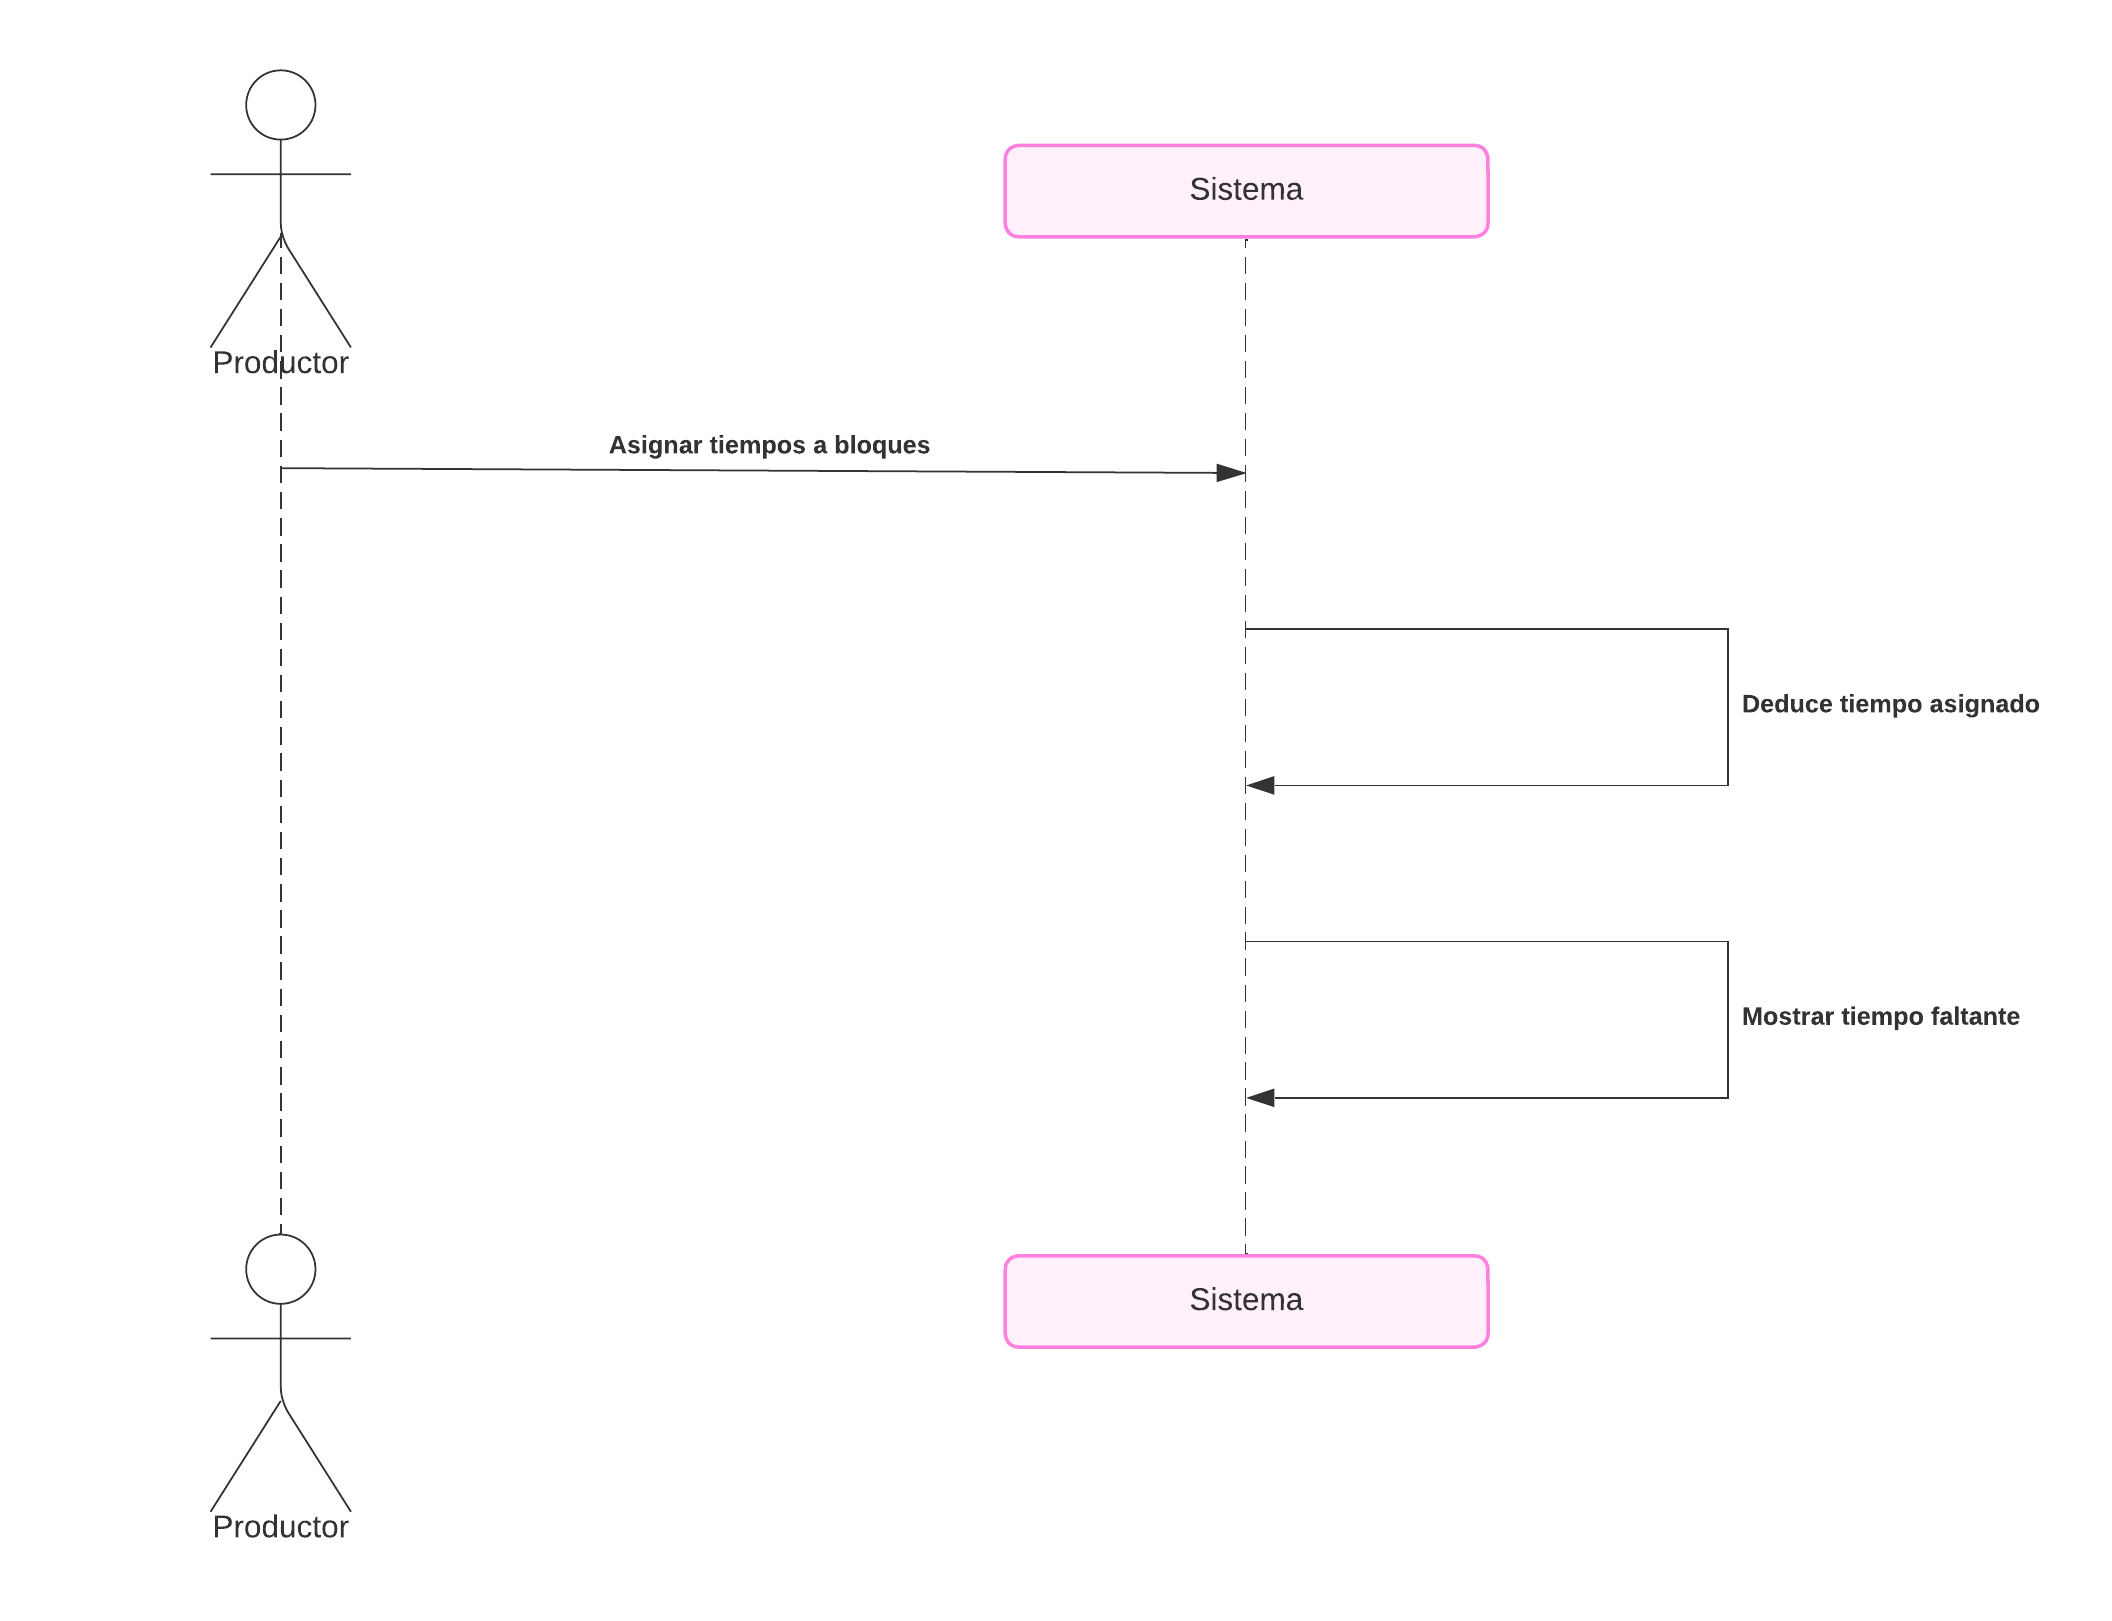 Sistema
Productor
Asignar tiempos a bloques
Deduce tiempo asignado
Mostrar tiempo faltante
Sistema
Productor